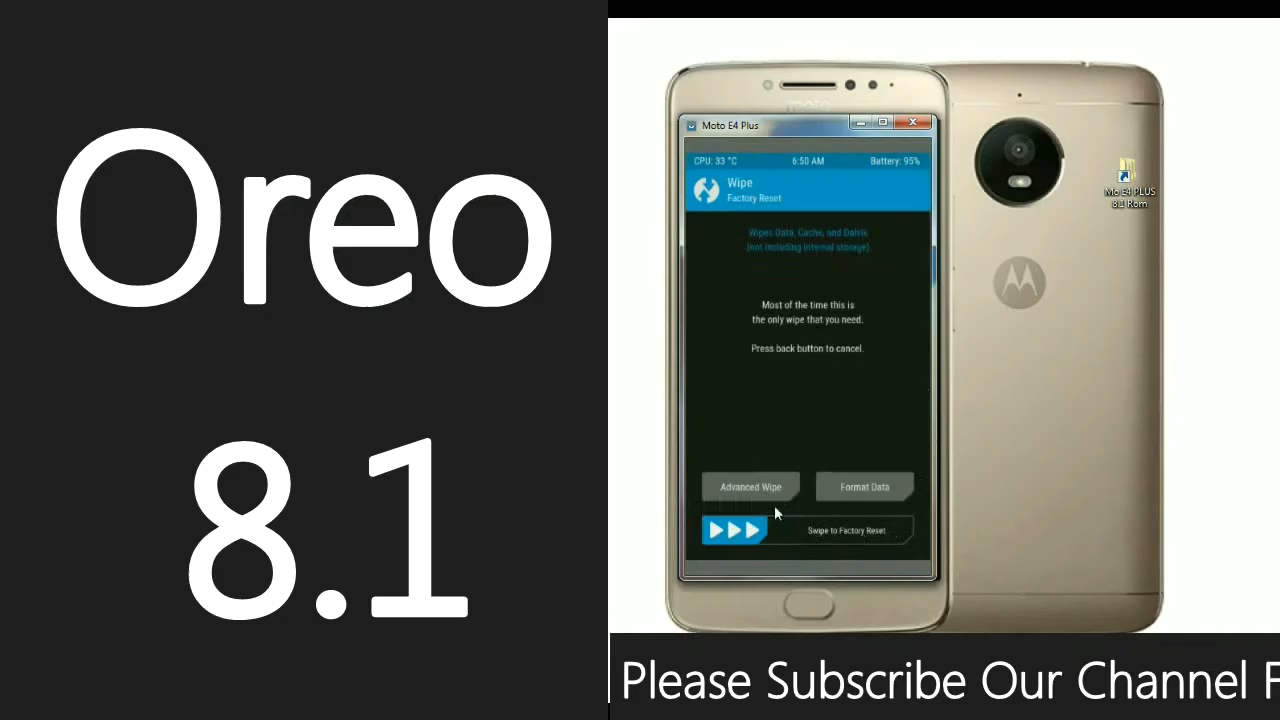 Oreo
8.1
moto
Moto E4 Plus
CPU: 33 °C 6:50 AM Battery: 95%
Wipe
Factory Reset
Wipes Data, Cache, and Dalvik
(not including internal storage)
Most of the time this is
the only wipe that you need.
Press back button to cancel.
Advanced Wipe Format Data
Swipe to Factory Reset
Mo E4 PLUS
8.1 Rom
Please Subscribe Our Channel F